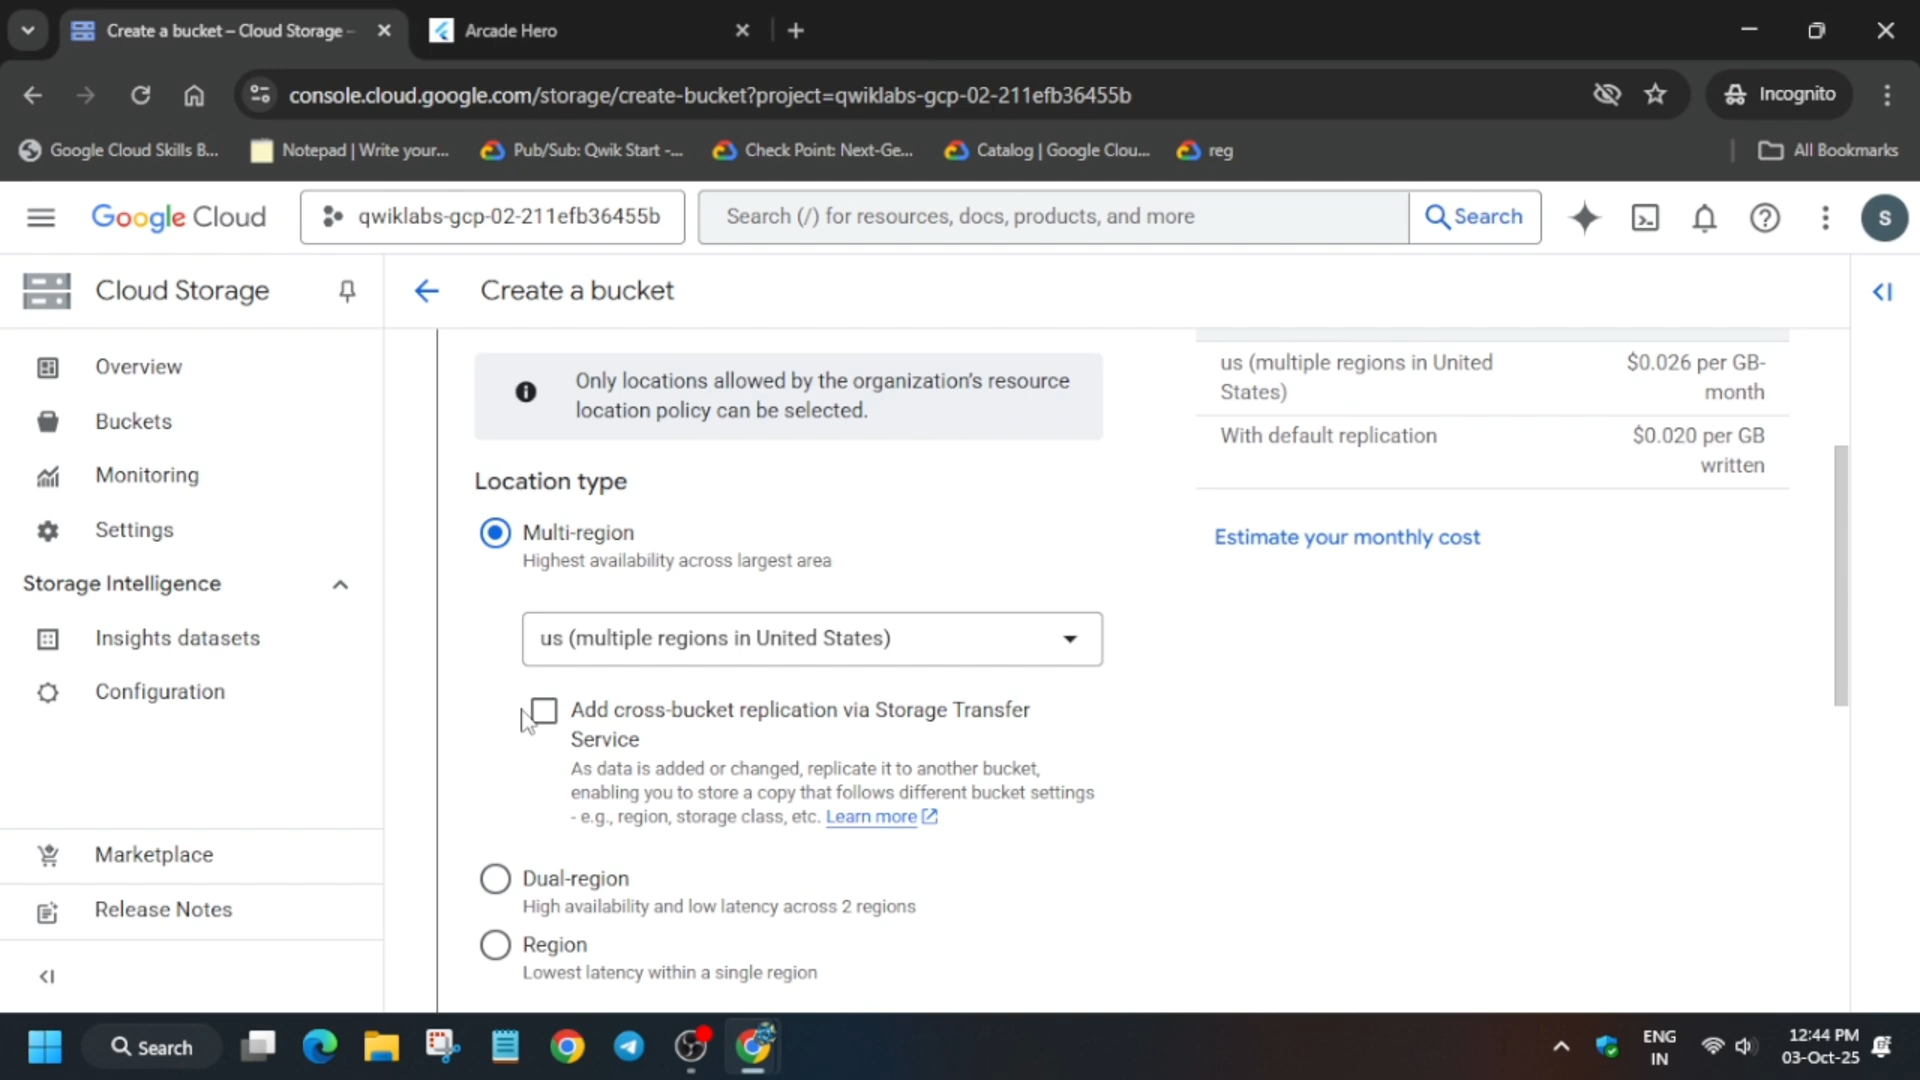 Create a bucket – Cloud Storage –
Arcade Hero
console.cloud.google.com/storage/create-bucket?project=qwiklabs-gcp-02-211efb36455b
Incognito
Google Cloud Skills B...
Notepad | Write your...
Pub/Sub: Qwik Start -...
Check Point: Next-Ge...
Catalog | Google Clou...
reg
All Bookmarks
Google Cloud
qwiklabs-gcp-02-211efb36455b
Search (/) for resources, docs, products, and more
Search
S
Cloud Storage
Create a bucket
Overview
Buckets
Monitoring
Settings
Storage Intelligence
Insights datasets
Configuration
Marketplace
Release Notes
Only locations allowed by the organization's resource
location policy can be selected.
Location type
Multi-region
Highest availability across largest area
us (multiple regions in United States)
Add cross-bucket replication via Storage Transfer
Service
As data is added or changed, replicate it to another bucket,
enabling you to store a copy that follows different bucket settings
- e.g., region, storage class, etc. Learn more
Dual-region
High availability and low latency across 2 regions
Region
Lowest latency within a single region
us (multiple regions in United
States)
$0.026 per GB-
month
With default replication
$0.020 per GB
written
Estimate your monthly cost
Search
ENG
IN
12:44 PM
03-Oct-25